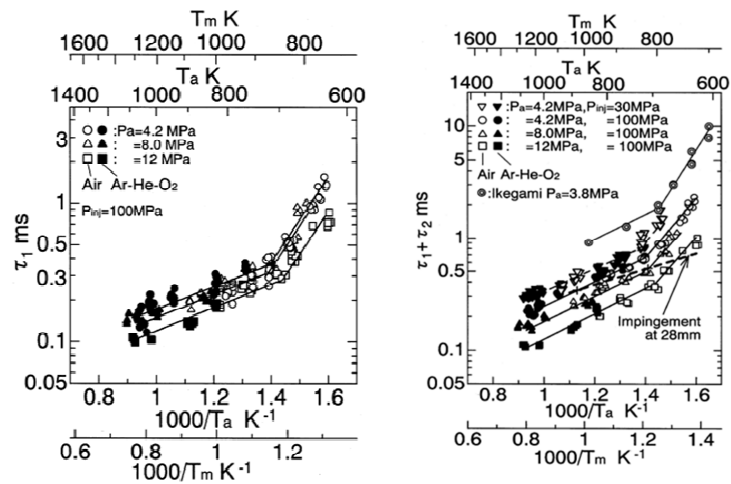 Tm K
1600 1200 1000 800
Ta K
1400 1000 800 600
○ ● :Pa=4.2 MPa
△ ▲ : =8.0 MPa
□ ■ : =12 MPa
Air Ar-He-O2
Pinj=100MPa
τ1 ms
3
1
0.5
0.3
0.1
0.05
0.8 1.0 1.2 1.4 1.6
1000/Ta K-1
0.8 1 1.2
1000/Tm K-1
Tm K
1600 1200 1000 800
Ta K
1400 1000 800 600
▽ ▼ :Pa=4.2MPa,Pinj=30MPa
○ ● : =4.2MPa, =100MPa
△ ▲ : =8.0MPa, =100MPa
□ ■ : =12MPa, =100MPa
Air Ar-He-O2
◎ :Ikegami Pa=3.8MPa
τ1+ τ2 ms
10
5
1
0.5
0.1
0.05
Impingement
at 28mm
0.8 1 1.2 1.4 1.6
1000/Ta K-1
0.6 0.8 1 1.2 1.4
1000/Tm K-1